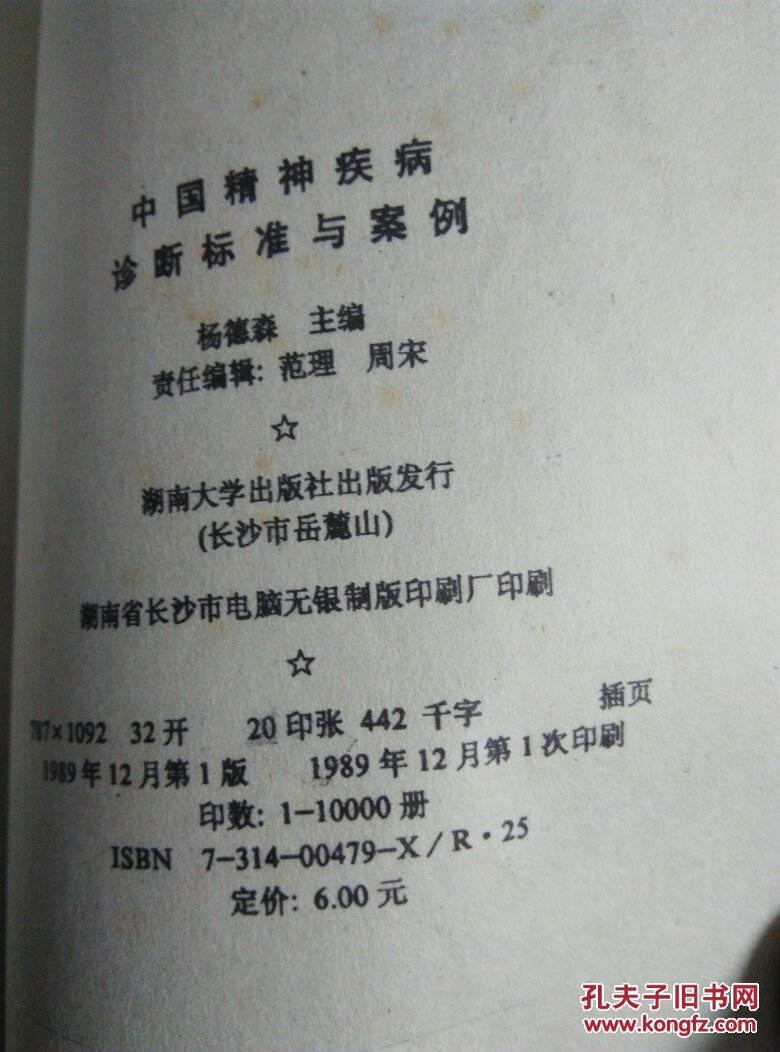 中国精神疾病
诊断标准与案例
杨德森 主编
责任编辑: 范理 周宋
☆
湖南大学出版社出版发行
(长沙市岳麓山)
湖南省长沙市电脑无银制版印刷厂印刷
☆
787×1092 32开 20印张 442千字 插页
1989年12月第1版 1989年12月第1次印刷
印数: 1-10000册
ISBN 7-314-00479-X/R·25
定价: 6.00元
孔夫子旧书网
www.kongfz.com